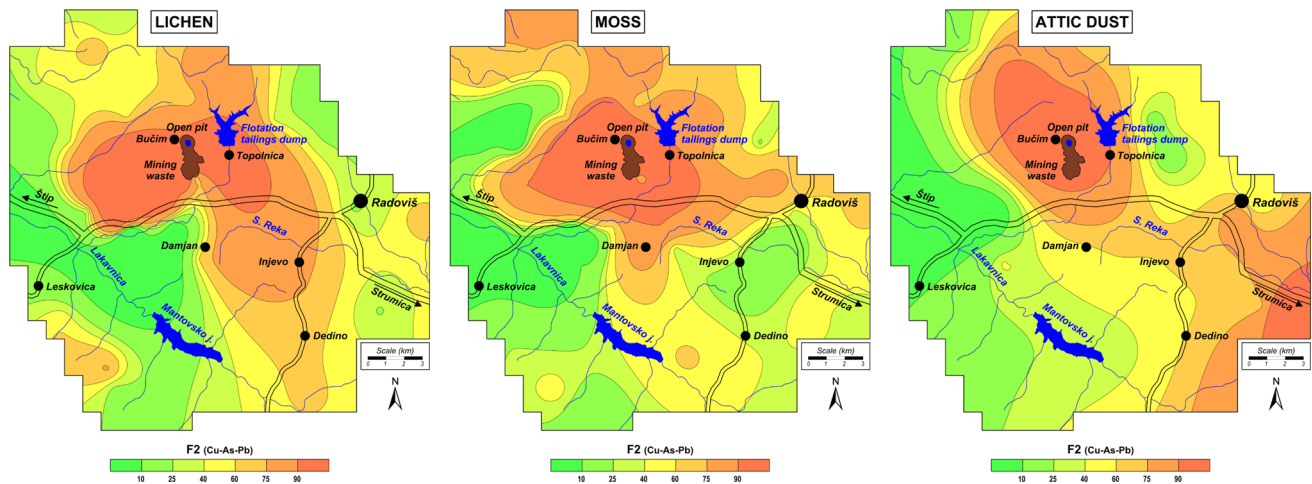 LICHEN
Open pit
Bučim
Flotation
tailings dump
Topolnica
Mining
waste
Štip
Radoviš
S. Reka
Damjan
Lakavnica
Injevo
Leskovica
Strumica
Mantovsko j.
Dedino
Scale (km)
0 1 2 3
N
F2 (Cu-As-Pb)
10 25 40 60 75 90
MOSS
Open pit
Bučim
Flotation
tailings dump
Topolnica
Mining
waste
Štip
Radoviš
S. Reka
Damjan
Lakavnica
Injevo
Leskovica
Strumica
Mantovsko j.
Dedino
Scale (km)
0 1 2 3
N
F2 (Cu-As-Pb)
10 25 40 60 75 90
ATTIC DUST
Open pit
Bučim
Flotation
tailings dump
Topolnica
Mining
waste
Štip
Radoviš
S. Reka
Damjan
Lakavnica
Injevo
Leskovica
Strumica
Mantovsko j.
Dedino
Scale (km)
0 1 2 3
N
F2 (Cu-As-Pb)
10 25 40 60 75 90